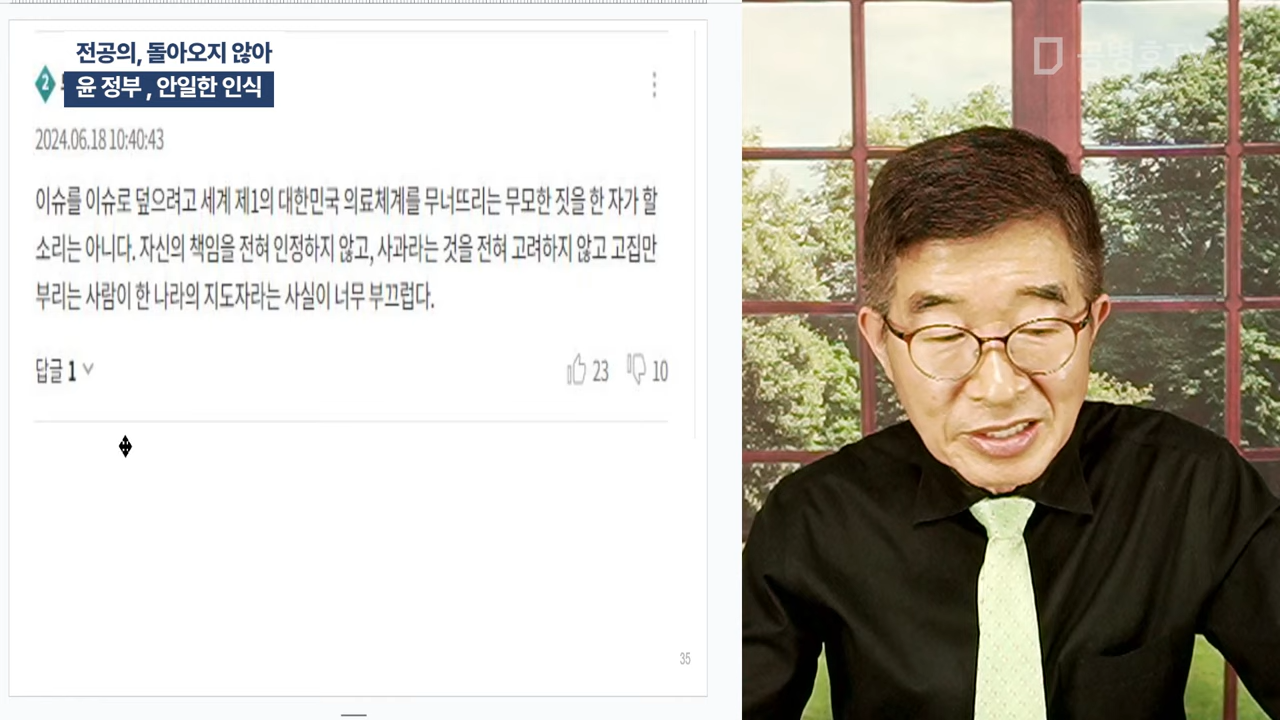 전공의, 돌아오지 않아
윤 정부 , 안일한 인식
2
2024.06.18 10:40:43
이슈를 이슈로 덮으려고 세계 제1의 대한민국 의료체계를 무너뜨리는 무모한 짓을 한 자가 할
소리는 아니다. 자신의 책임을 전혀 인정하지 않고, 사과라는 것을 전혀 고려하지 않고 고집만
부리는 사람이 한 나라의 지도자라는 사실이 너무 부끄럽다.
답글 1
23
10
35